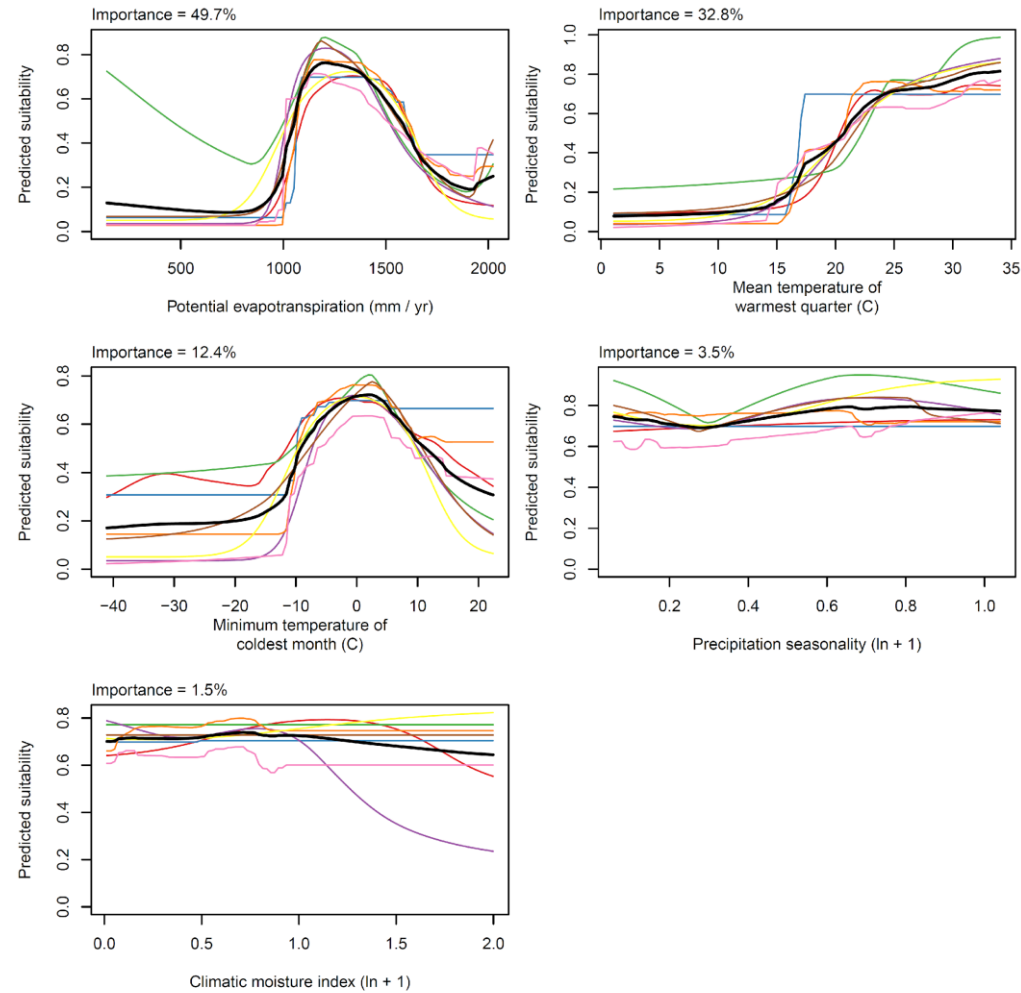 Importance = 49.7%
Predicted suitability
0.0 0.2 0.4 0.6 0.8
500 1000 1500 2000
Potential evapotranspiration (mm / yr)
Importance = 32.8%
Predicted suitability
0.0 0.2 0.4 0.6 0.8 1.0
0 5 10 15 20 25 30 35
Mean temperature of
warmest quarter (C)
Importance = 12.4%
Predicted suitability
0.0 0.2 0.4 0.6 0.8
−40 −30 −20 −10 0 10 20
Minimum temperature of
coldest month (C)
Importance = 3.5%
Predicted suitability
0.0 0.2 0.4 0.6 0.8
0.2 0.4 0.6 0.8 1.0
Precipitation seasonality (ln + 1)
Importance = 1.5%
Predicted suitability
0.0 0.2 0.4 0.6 0.8
0.0 0.5 1.0 1.5 2.0
Climatic moisture index (ln + 1)